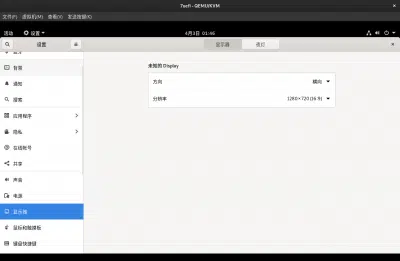 7uefi - QEMU/KVM
文件(F) 虚拟机(M) 查看(V) 发送按键(K)
活动 设置 4月3日 01:46
设置 显示器 夜灯
背景
通知
搜索
应用程序
隐私
在线账号
共享
声音
电源
显示器
鼠标和触摸板
键盘快捷键
未知的 Display
方向 横向
分辨率 1280 × 720 (16:9)